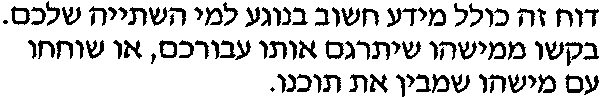 דוח זה כולל מידע חשוב בנוגע למי השתייה שלכם.
בקשו ממישהו שיתרגם אותו עבורכם, או שוחחו
עם מישהו שמבין את תוכנו.